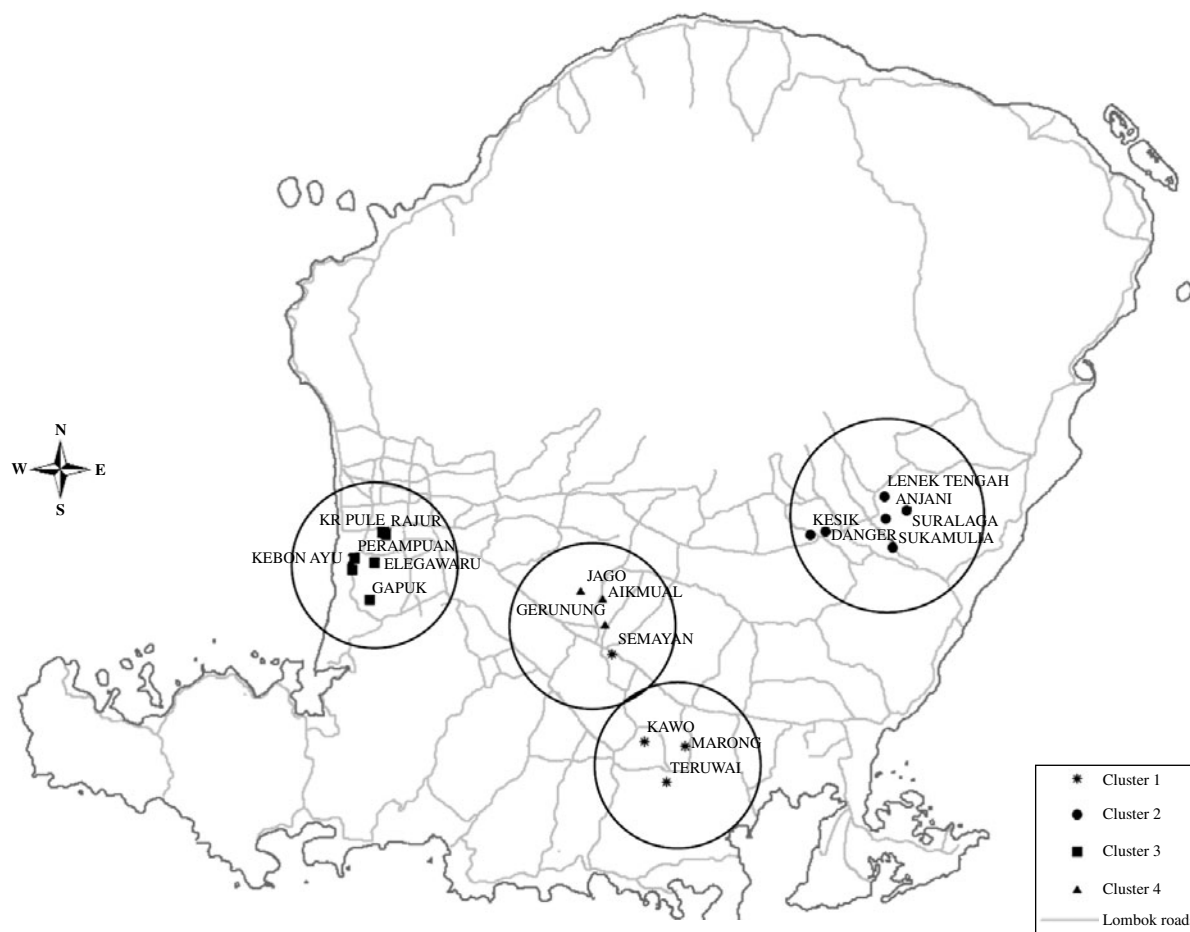 N
W
E
S
LENEK TENGAH
ANJANI
KESIK
SURALAGA
DANGER
SUKAMULIA
KR PULE
RAJUR
PERAMPUAN
KEBON AYU
ELEGAWARU
GAPUK
JAGO
AIKMUAL
GERUNUNG
SEMAYAN
KAWO
MARONG
TERUWAI
Cluster 1
Cluster 2
Cluster 3
Cluster 4
Lombok road